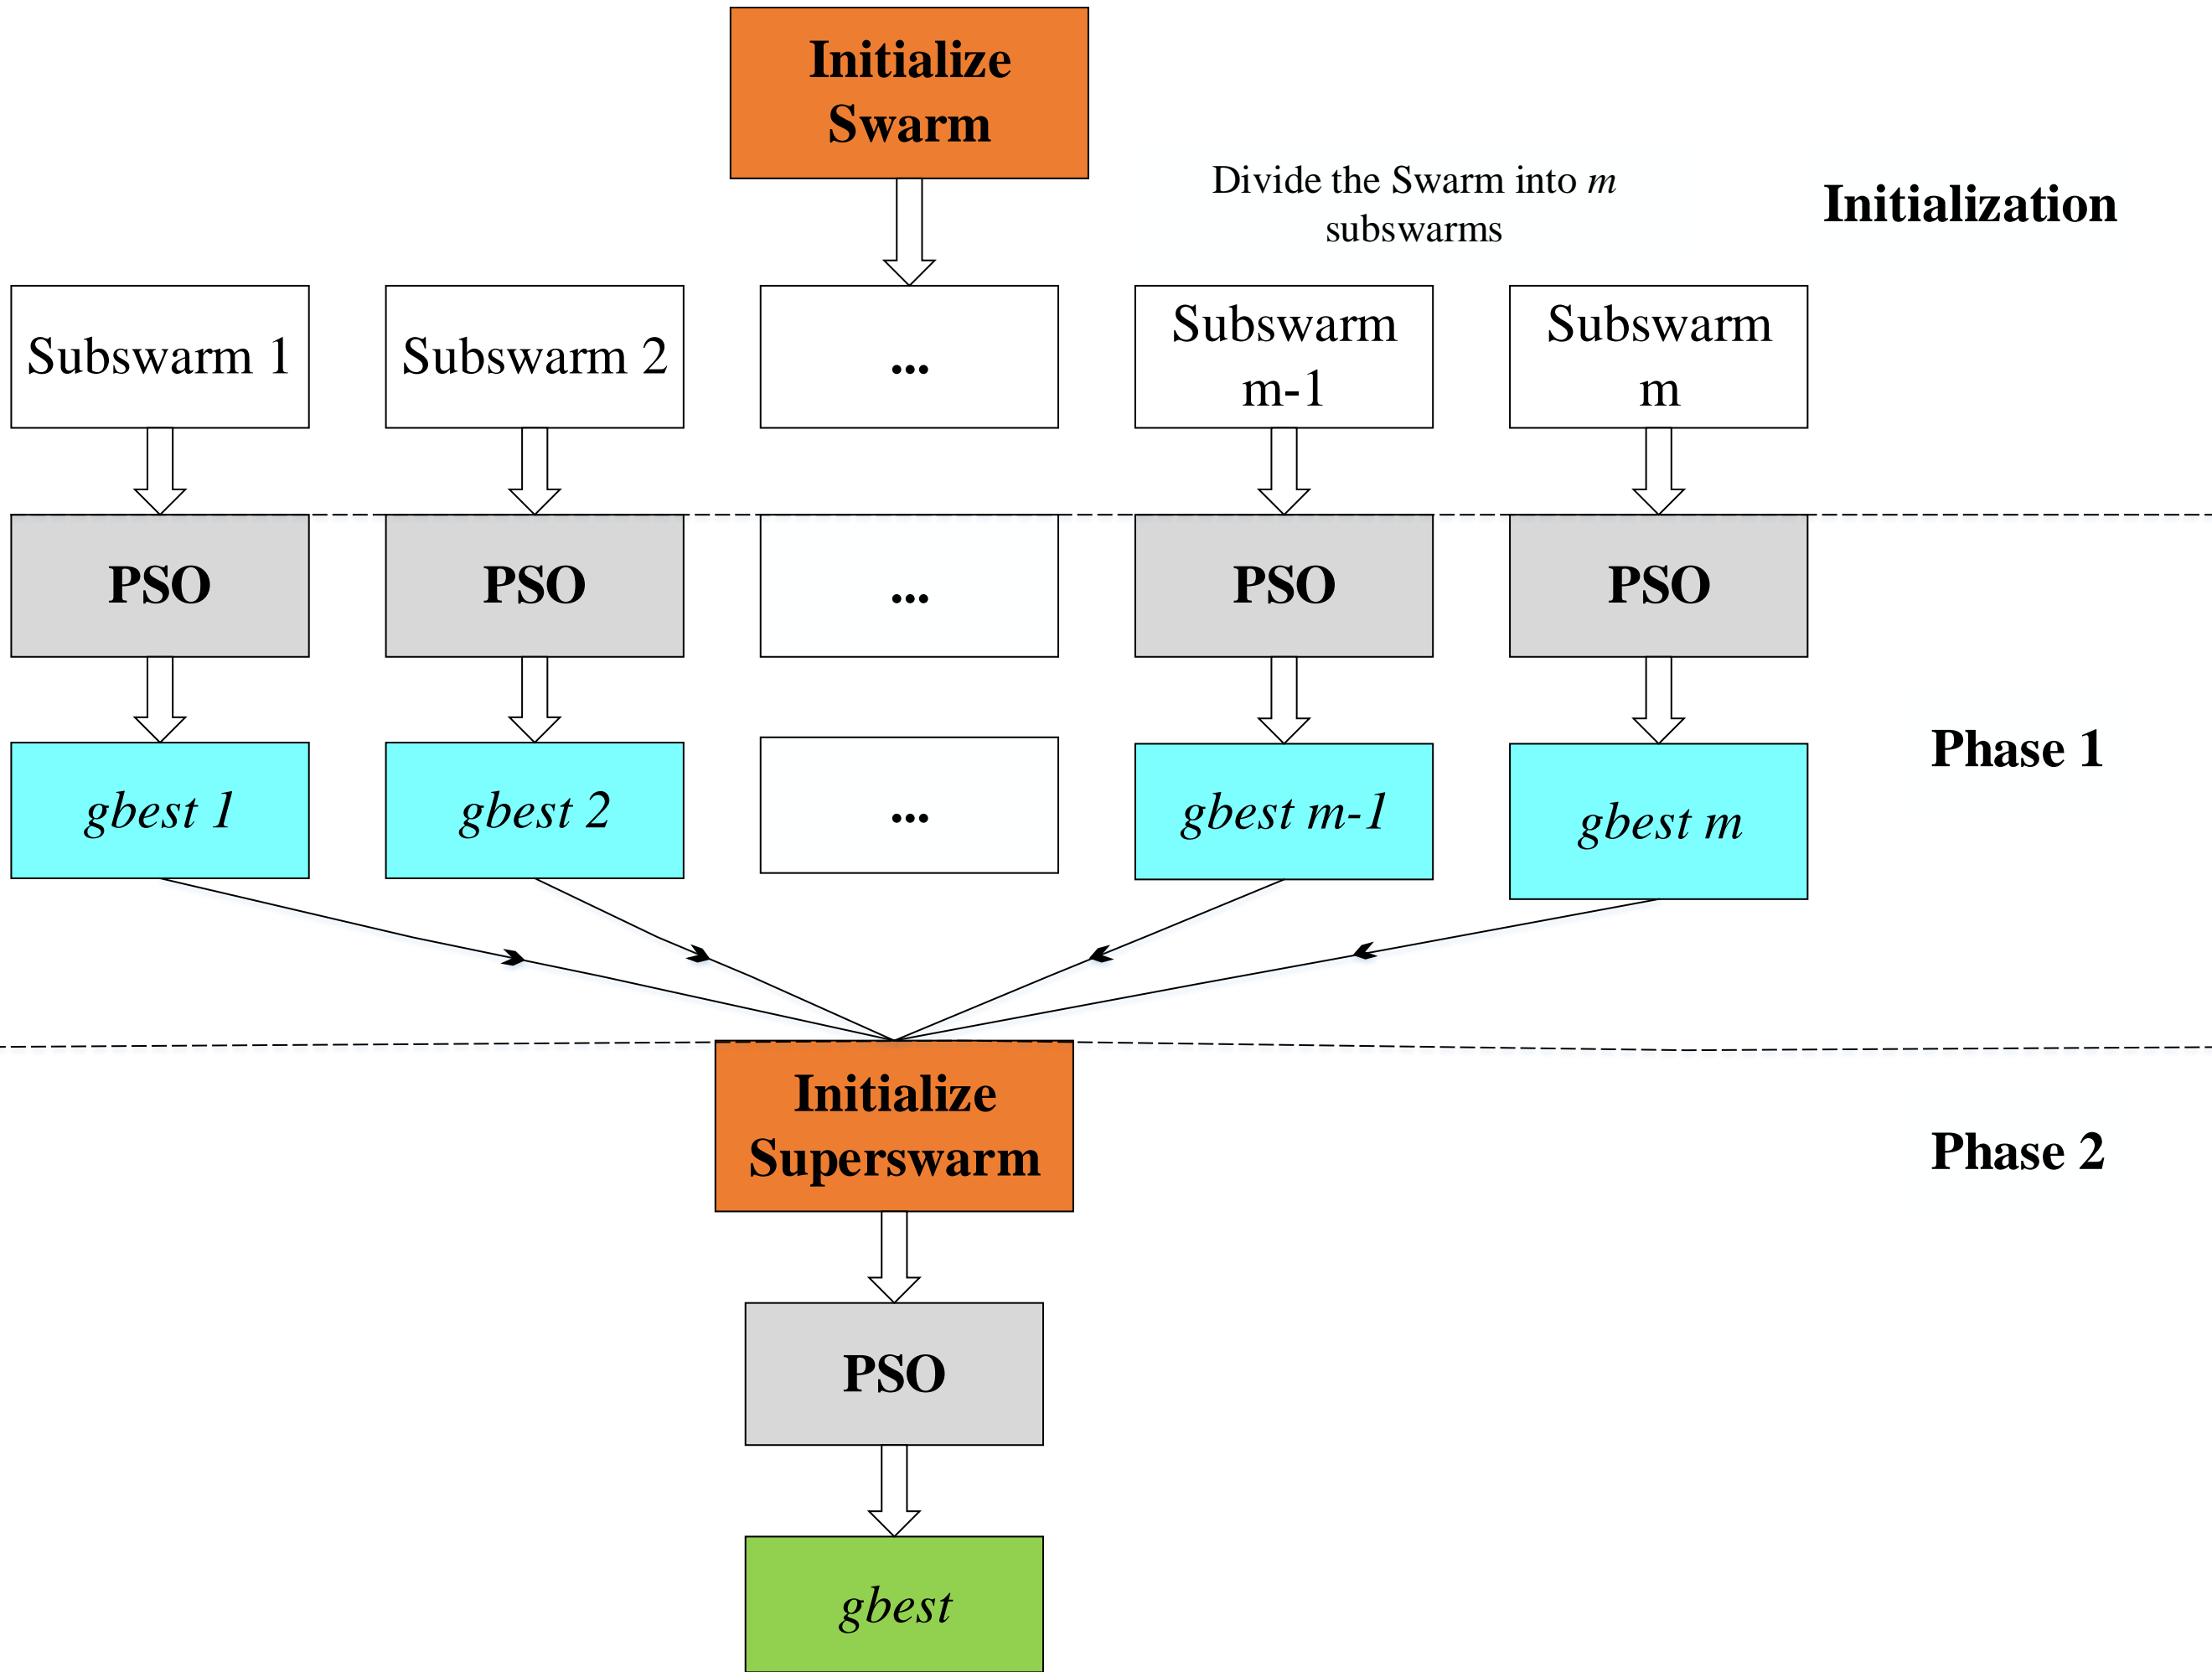 Initialize
Swarm
Divide the Swarm into m
subswarms
Initialization
Subswarm 1
Subswarm 2
...
Subswarm
m-1
Subswarm
m
PSO
PSO
...
PSO
PSO
Phase 1
gbest 1
gbest 2
...
gbest m-1
gbest m
Initialize
Superswarm
Phase 2
PSO
gbest